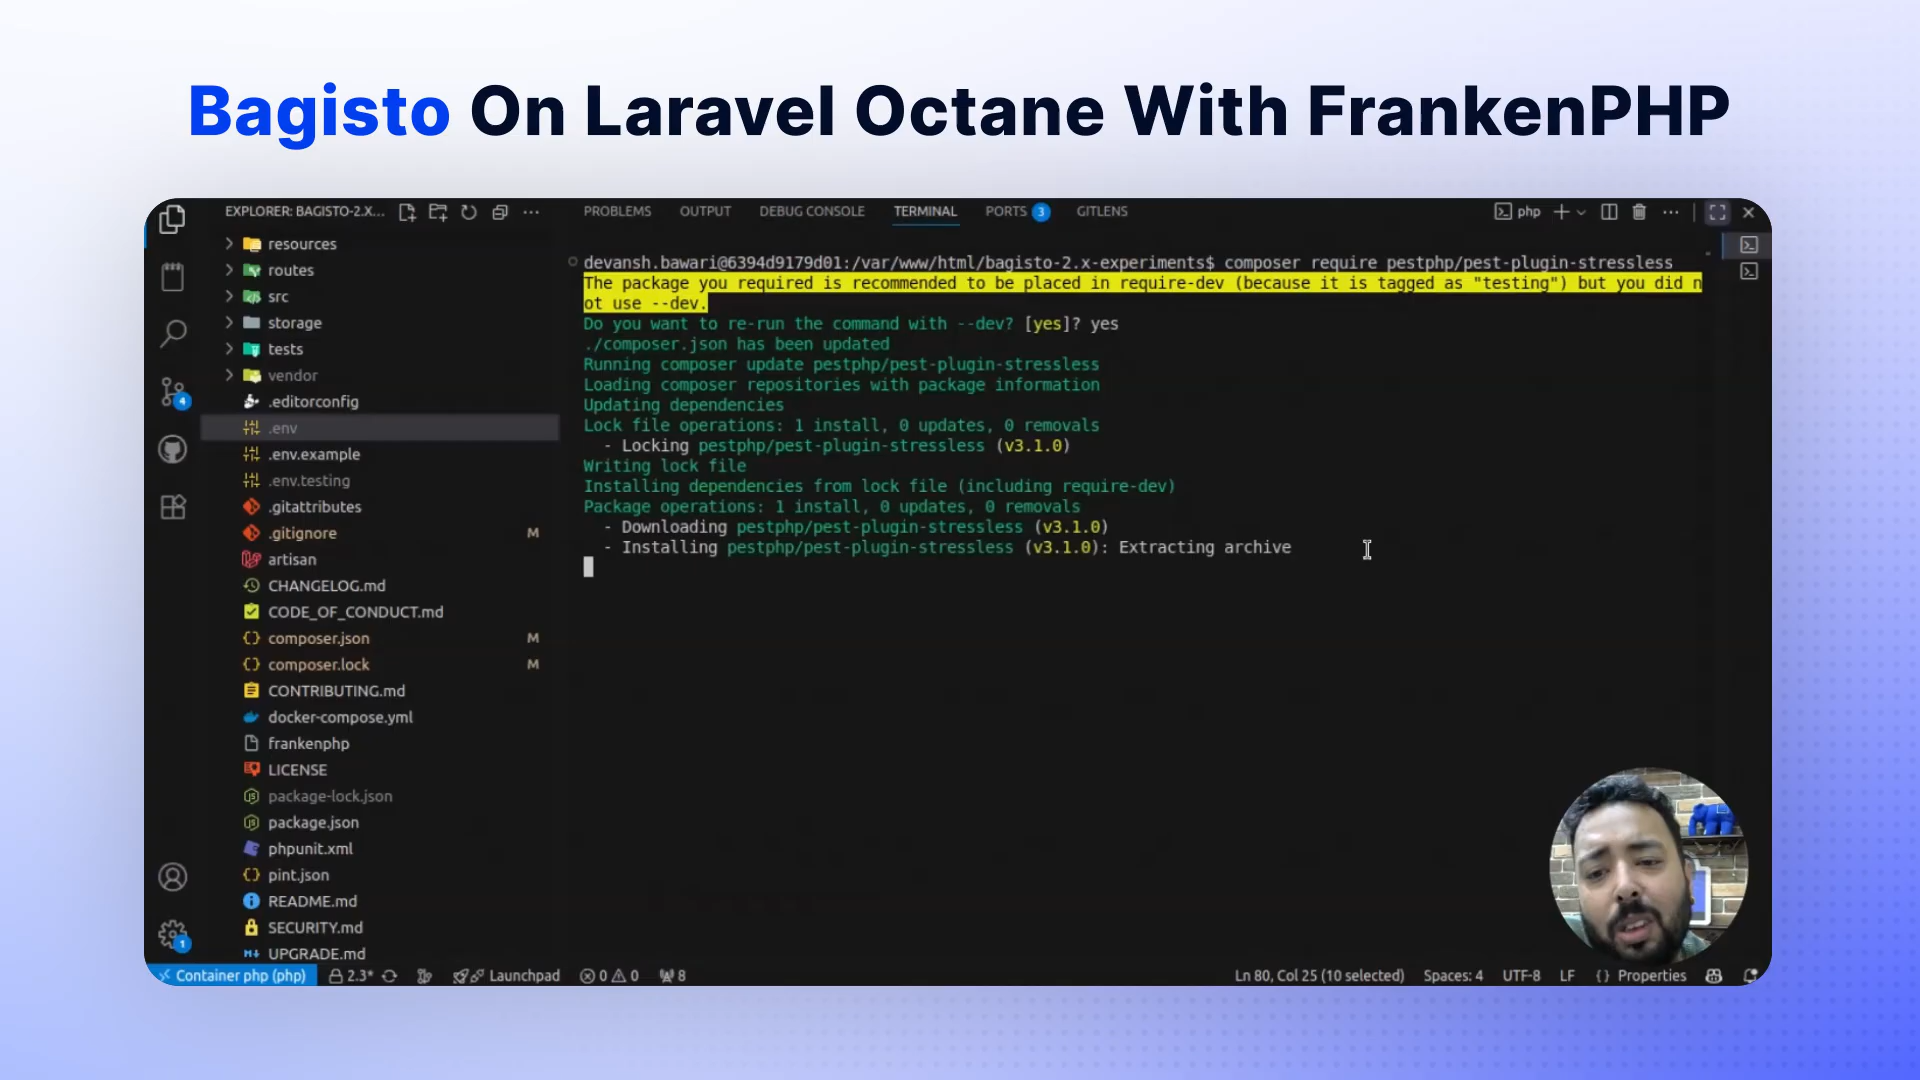 Bagisto On Laravel Octane With FrankenPHP
EXPLORER: BAGISTO-2.X...
resources
routes
src
storage
tests
vendor
.editorconfig
.env
.env.example
.env.testing
.gitattributes
.gitignore M
artisan
CHANGELOG.md
CODE_OF_CONDUCT.md
composer.json M
composer.lock M
CONTRIBUTING.md
docker-compose.yml
frankenphp
LICENSE
package-lock.json
package.json
phpunit.xml
pint.json
README.md
SECURITY.md
UPGRADE.md
4
1
PROBLEMS OUTPUT DEBUG CONSOLE TERMINAL PORTS 3 GITLENS
php
devansh.bawari@6394d9179d01:/var/www/html/bagisto-2.x-experiments$ composer require pestphp/pest-plugin-stressless
The package you required is recommended to be placed in require-dev (because it is tagged as "testing") but you did n
ot use --dev.
Do you want to re-run the command with --dev? [yes]? yes
./composer.json has been updated
Running composer update pestphp/pest-plugin-stressless
Loading composer repositories with package information
Updating dependencies
Lock file operations: 1 install, 0 updates, 0 removals
- Locking pestphp/pest-plugin-stressless (v3.1.0)
Writing lock file
Installing dependencies from lock file (including require-dev)
Package operations: 1 install, 0 updates, 0 removals
- Downloading pestphp/pest-plugin-stressless (v3.1.0)
- Installing pestphp/pest-plugin-stressless (v3.1.0): Extracting archive
Container php (php) 2.3* Launchpad 0 0 8 Ln 80, Col 25 (10 selected) Spaces: 4 UTF-8 LF {} Properties